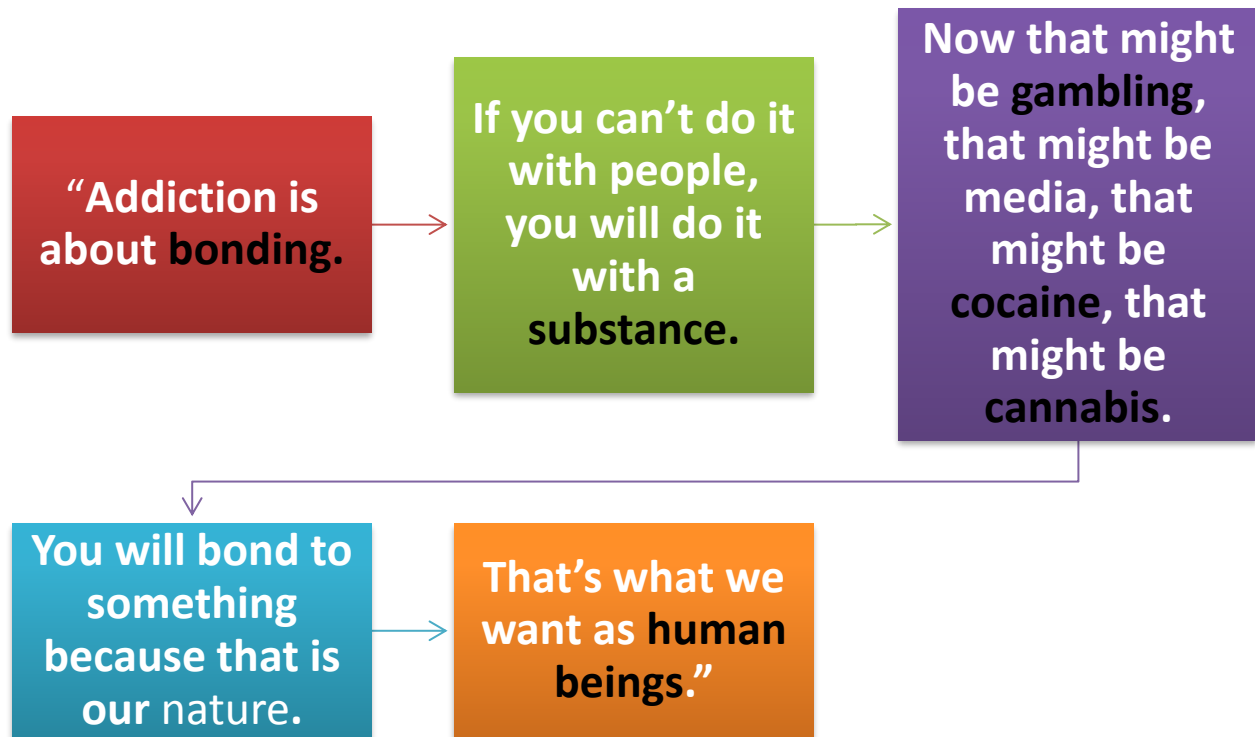 “Addiction is
about bonding.
If you can’t do it
with people,
you will do it
with a
substance.
Now that might
be gambling,
that might be
media, that
might be
cocaine, that
might be
cannabis.
You will bond to
something
because that is
our nature.
That’s what we
want as human
beings.”